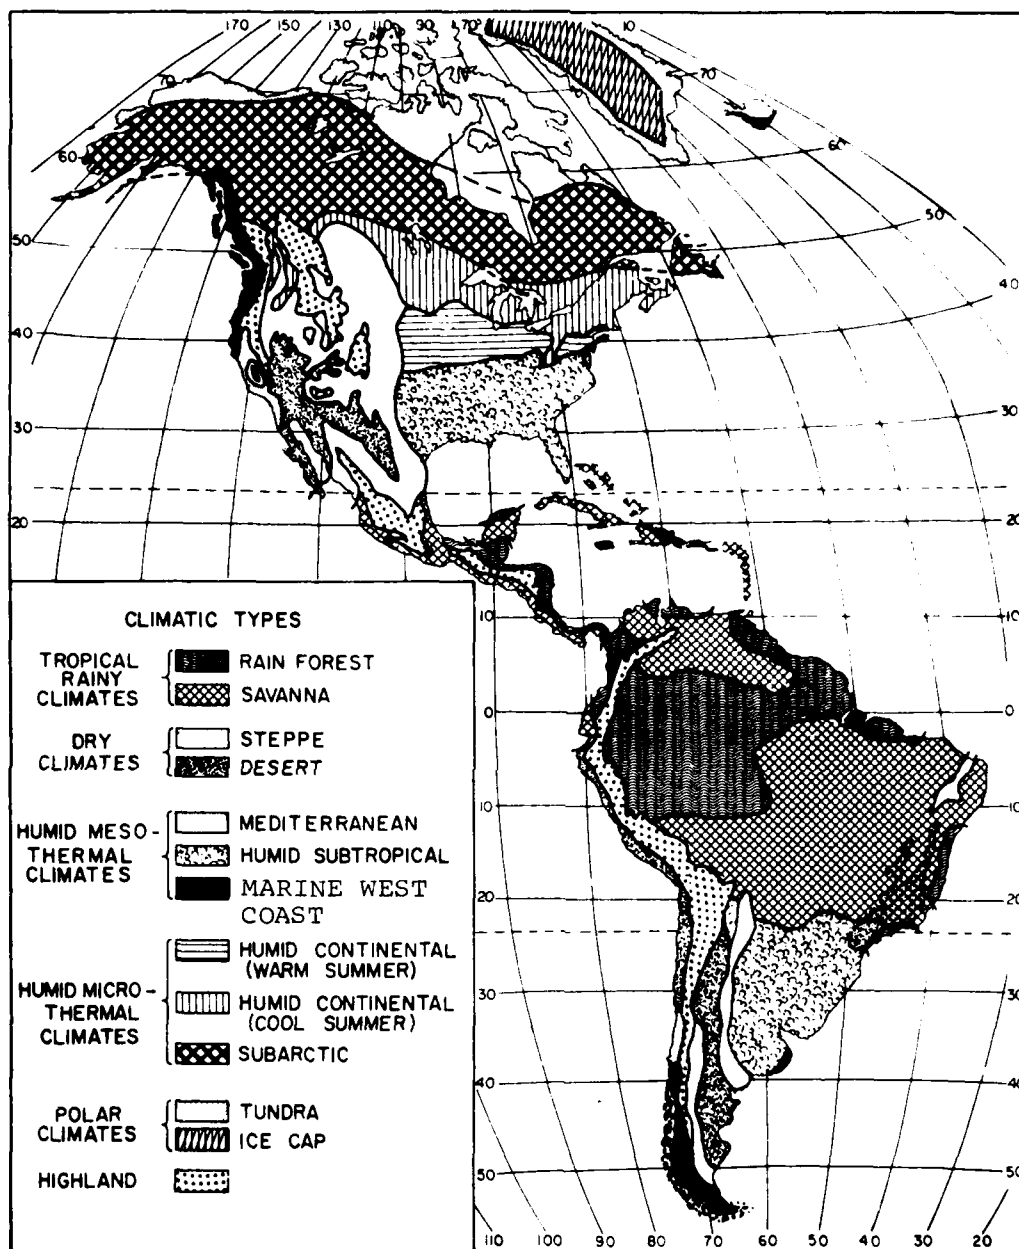 170 150 130 110 90 70° 10
70 70
60 60
50 50
40 40
40
30 30
20 20
CLIMATIC TYPES
TROPICAL
RAINY
CLIMATES
RAIN FOREST
SAVANNA
DRY
CLIMATES
STEPPE
DESERT
HUMID MESO-
THERMAL
CLIMATES
MEDITERRANEAN
HUMID SUBTROPICAL
MARINE WEST
COAST
HUMID MICRO-
THERMAL
CLIMATES
HUMID CONTINENTAL
(WARM SUMMER)
HUMID CONTINENTAL
(COOL SUMMER)
SUBARCTIC
POLAR
CLIMATES
TUNDRA
ICE CAP
HIGHLAND
10 10
0 0
10 10
20 20
30 30
40 40
50 50
110 100 90 80 70 60 50 40 30 20